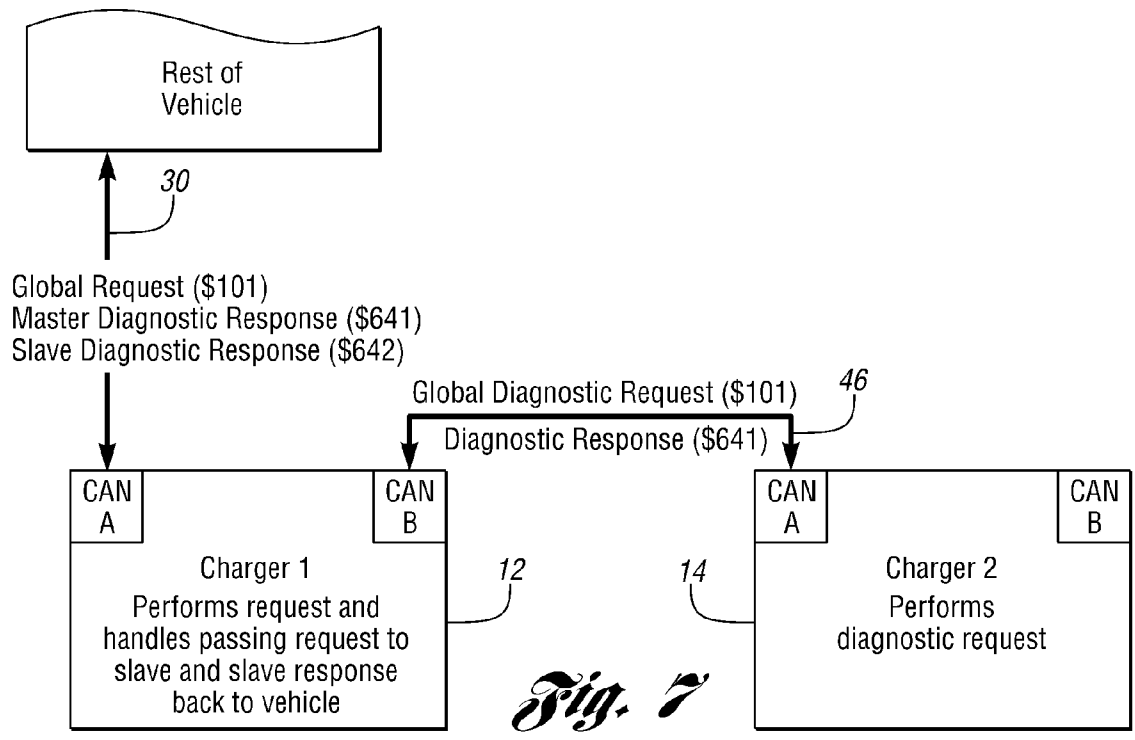 Rest of
Vehicle
30
Global Request ($101)
Master Diagnostic Response ($641)
Slave Diagnostic Response ($642)
Global Diagnostic Request ($101)
46
Diagnostic Response ($641)
CAN
A
CAN
B
Charger 1
Performs request and
handles passing request to
slave and slave response
back to vehicle
12
14
CAN
A
CAN
B
Charger 2
Performs
diagnostic request
Fig. 7